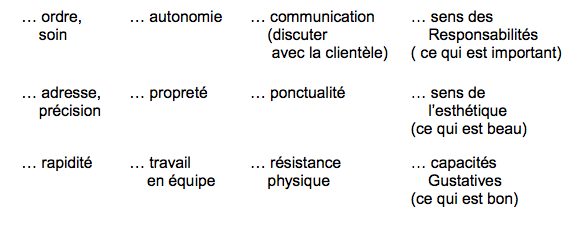 … ordre, … autonomie … communication … sens des
soin (discuter Responsabilités
avec la clientèle) ( ce qui est important)
… adresse, … propreté … ponctualité … sens de
précision l’esthétique
(ce qui est beau)
… rapidité … travail … résistance … capacités
en équipe physique Gustatives
(ce qui est bon)